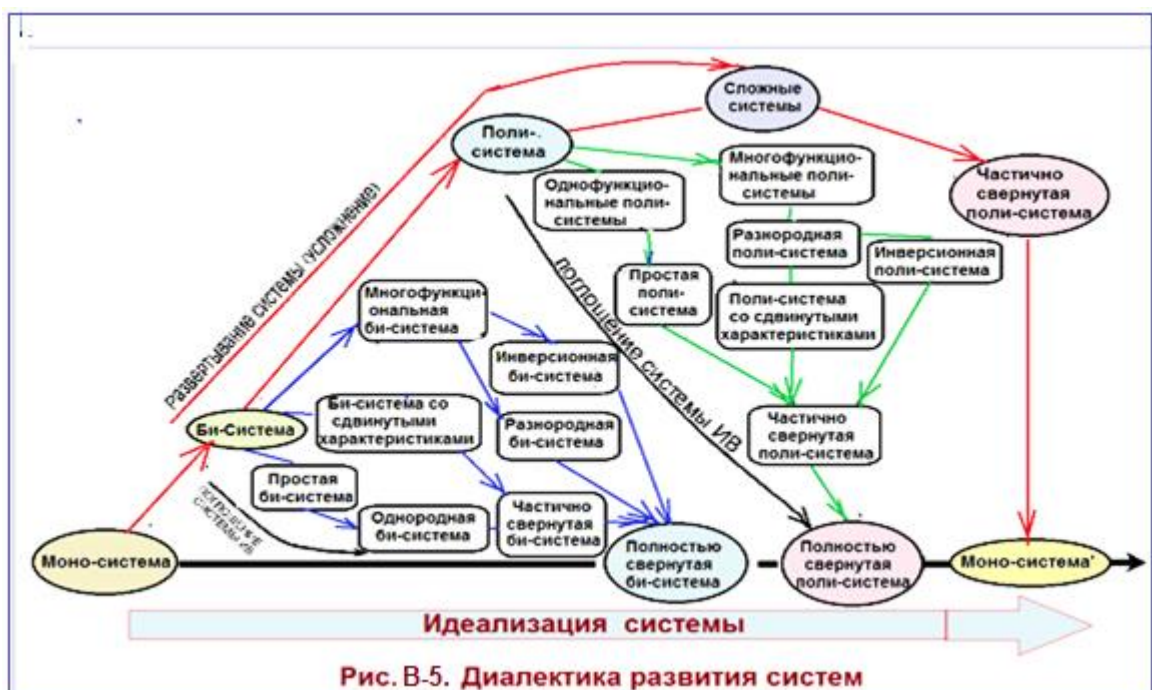 Сложные
системы
Поли-.
система
Многофункцио-
нальные поли-
системы
Однофункцио-
нальные поли-
системы
Частично
свернутая
поли-система
Развертывание системы (усложнение)
Разнородная
поли-система
Инверсионная
поли-система
Простая
поли-
система
поглощение системы ИВ
Многофункци-
ональная
би-система
Поли-система
со сдвинутыми
характеристиками
Инверсионная
би-система
Би-Система
Би-система со
сдвинутыми
характеристиками
Разнородная
би-система
Частично
свернутая
поли-система
Простая
би-система
поглощение
системы ИВ
Однородная
би-система
Частично
свернутая
би-система
Моно-система
Полностью
свернутая
би-система
Полностью
свернутая
поли-система
Моно-система'
Идеализация системы
Рис. В-5. Диалектика развития систем